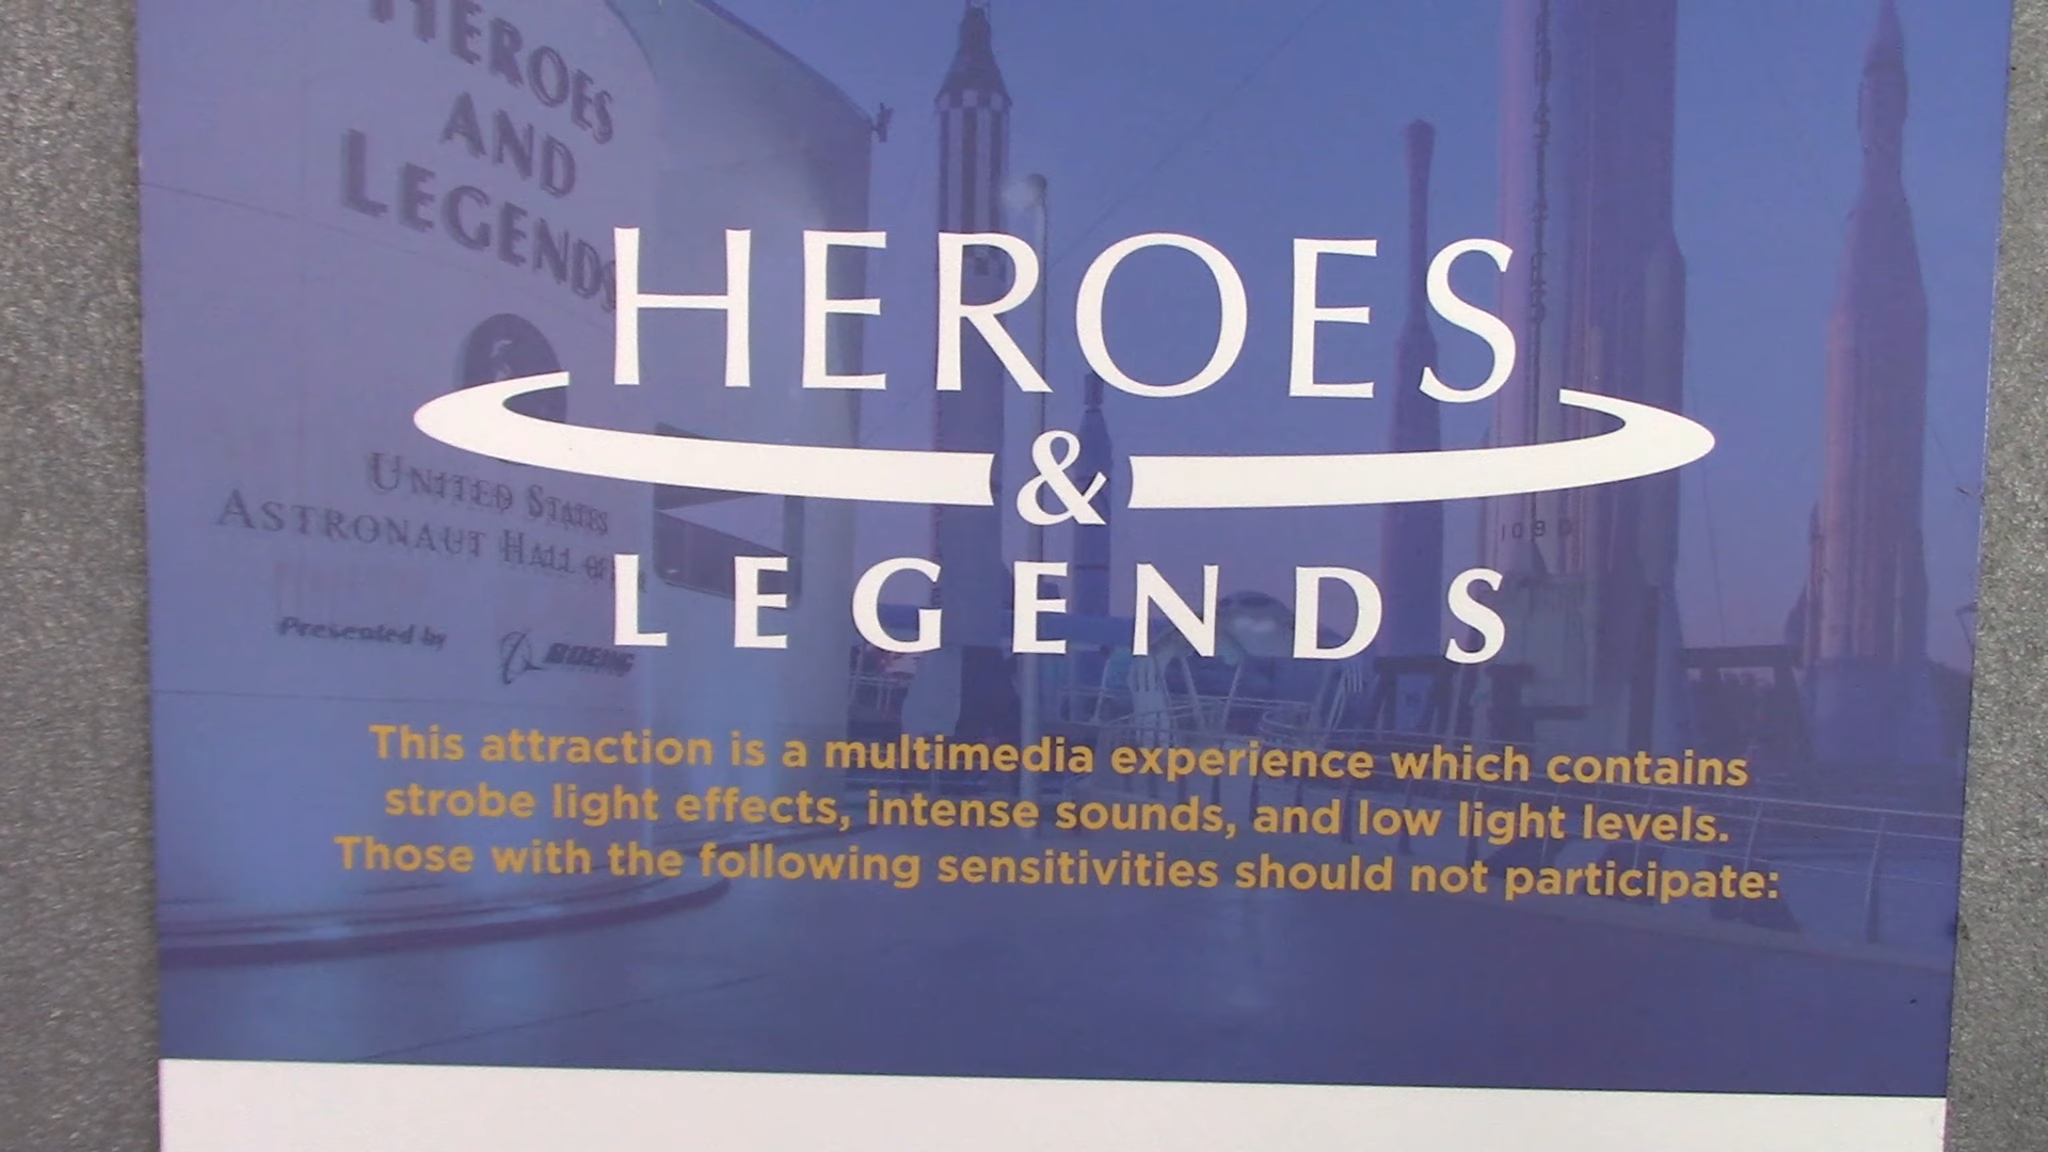 HEROES
AND
LEGENDS
UNITED STATES
ASTRONAUT HALL OF
Presented by
BOEING
HEROES
&
LEGENDS
1090
This attraction is a multimedia experience which contains
strobe light effects, intense sounds, and low light levels.
Those with the following sensitivities should not participate: